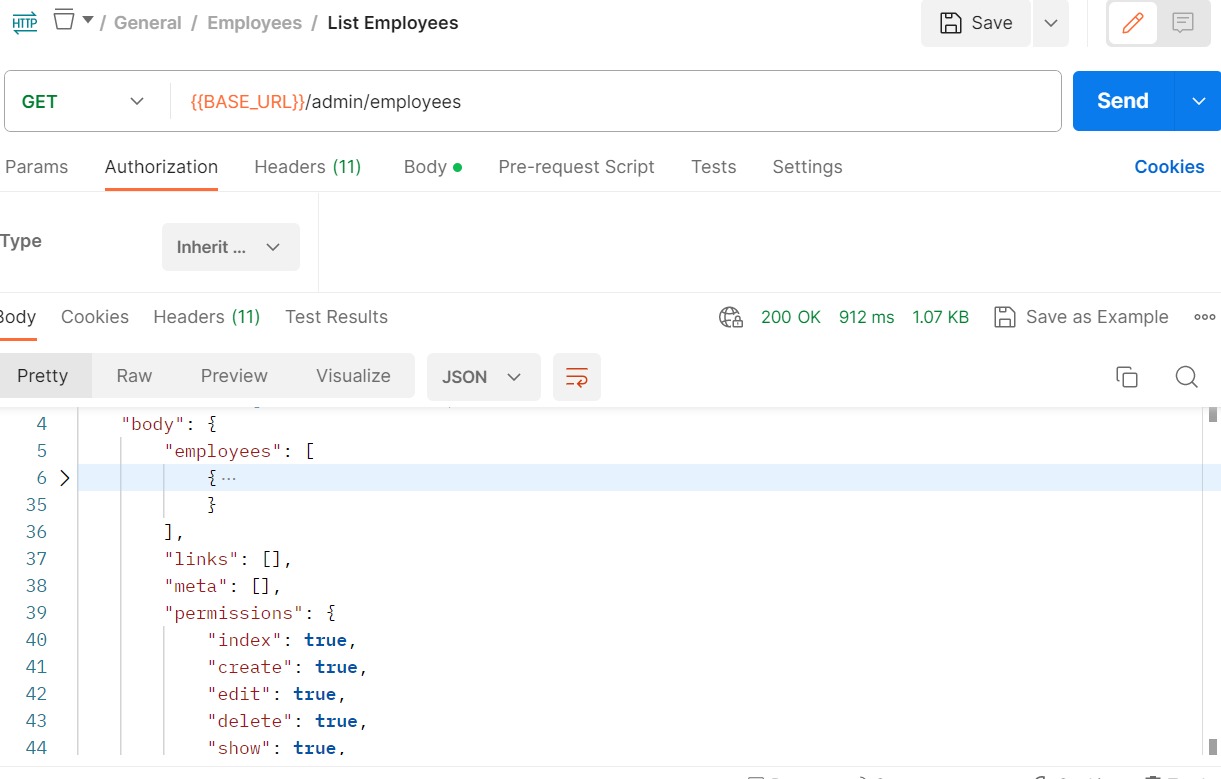 HTTP / General / Employees / List Employees Save
GET {{BASE_URL}}/admin/employees Send
Params Authorization Headers (11) Body Pre-request Script Tests Settings Cookies
Type Inherit ...
Body Cookies Headers (11) Test Results 200 OK 912 ms 1.07 KB Save as Example
Pretty Raw Preview Visualize JSON
4 "body": {
5 "employees": [
6 { ...
35 }
36 ],
37 "links": [],
38 "meta": [],
39 "permissions": {
40 "index": true,
41 "create": true,
42 "edit": true,
43 "delete": true,
44 "show": true,